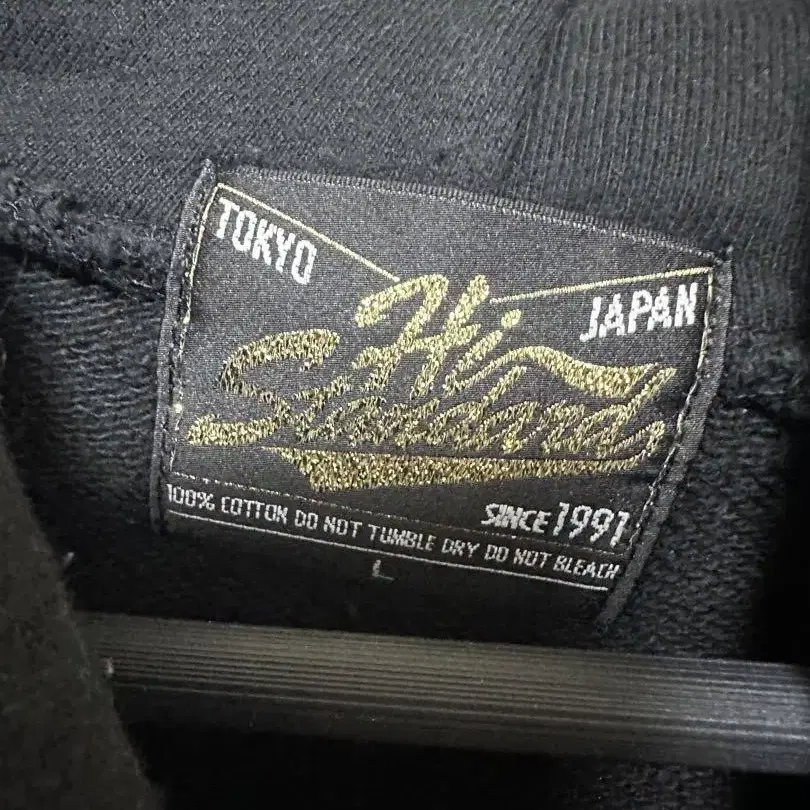 TOKYO
JAPAN
Hi
Standard
SINCE 1991
100% COTTON DO NOT TUMBLE DRY DO NOT BLEACH
L